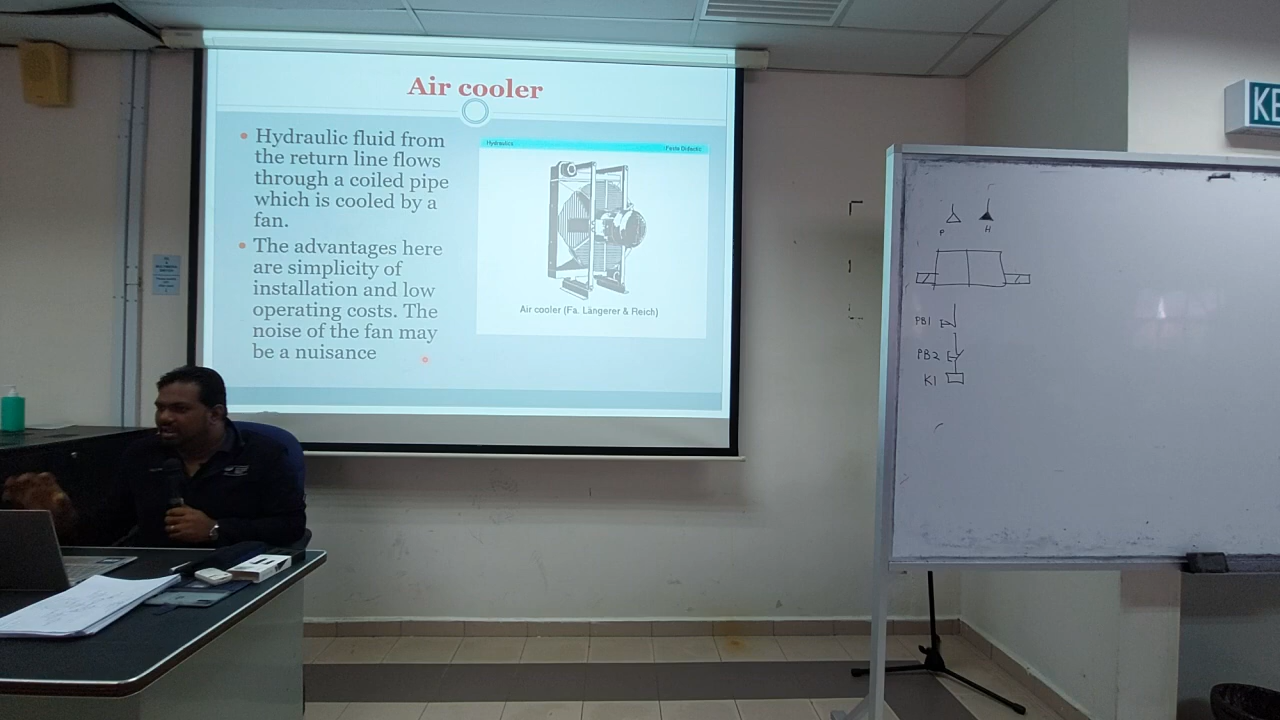 Air cooler
Hydraulic fluid from
the return line flows
through a coiled pipe
which is cooled by a
fan.
The advantages here
are simplicity of
installation and low
operating costs. The
noise of the fan may
be a nuisance
Hydraulics
Festo Didactic
Air cooler (Fa. Längerer & Reich)
KE
P
H
PB1
PB2
K1